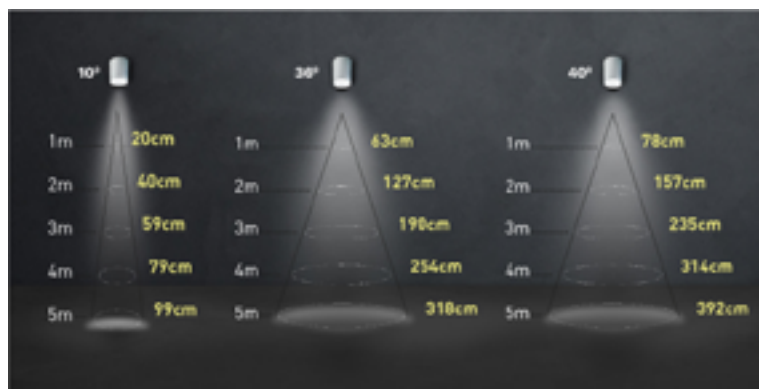 10°
1m 20cm
2m 40cm
3m 59cm
4m 79cm
5m 99cm
36°
1m 63cm
2m 127cm
3m 190cm
4m 254cm
5m 318cm
40°
1m 78cm
2m 157cm
3m 235cm
4m 314cm
5m 392cm